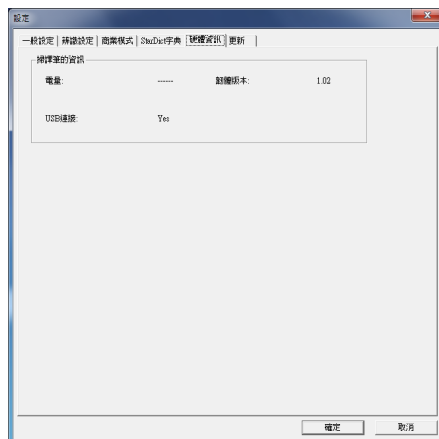 設定
一般設定 辨識設定 商業模式 StarDict字典 硬體資訊 更新
掃譯筆的資訊
電量: ------ 韌體版本: 1.02
USB連接: Yes
確定 取消